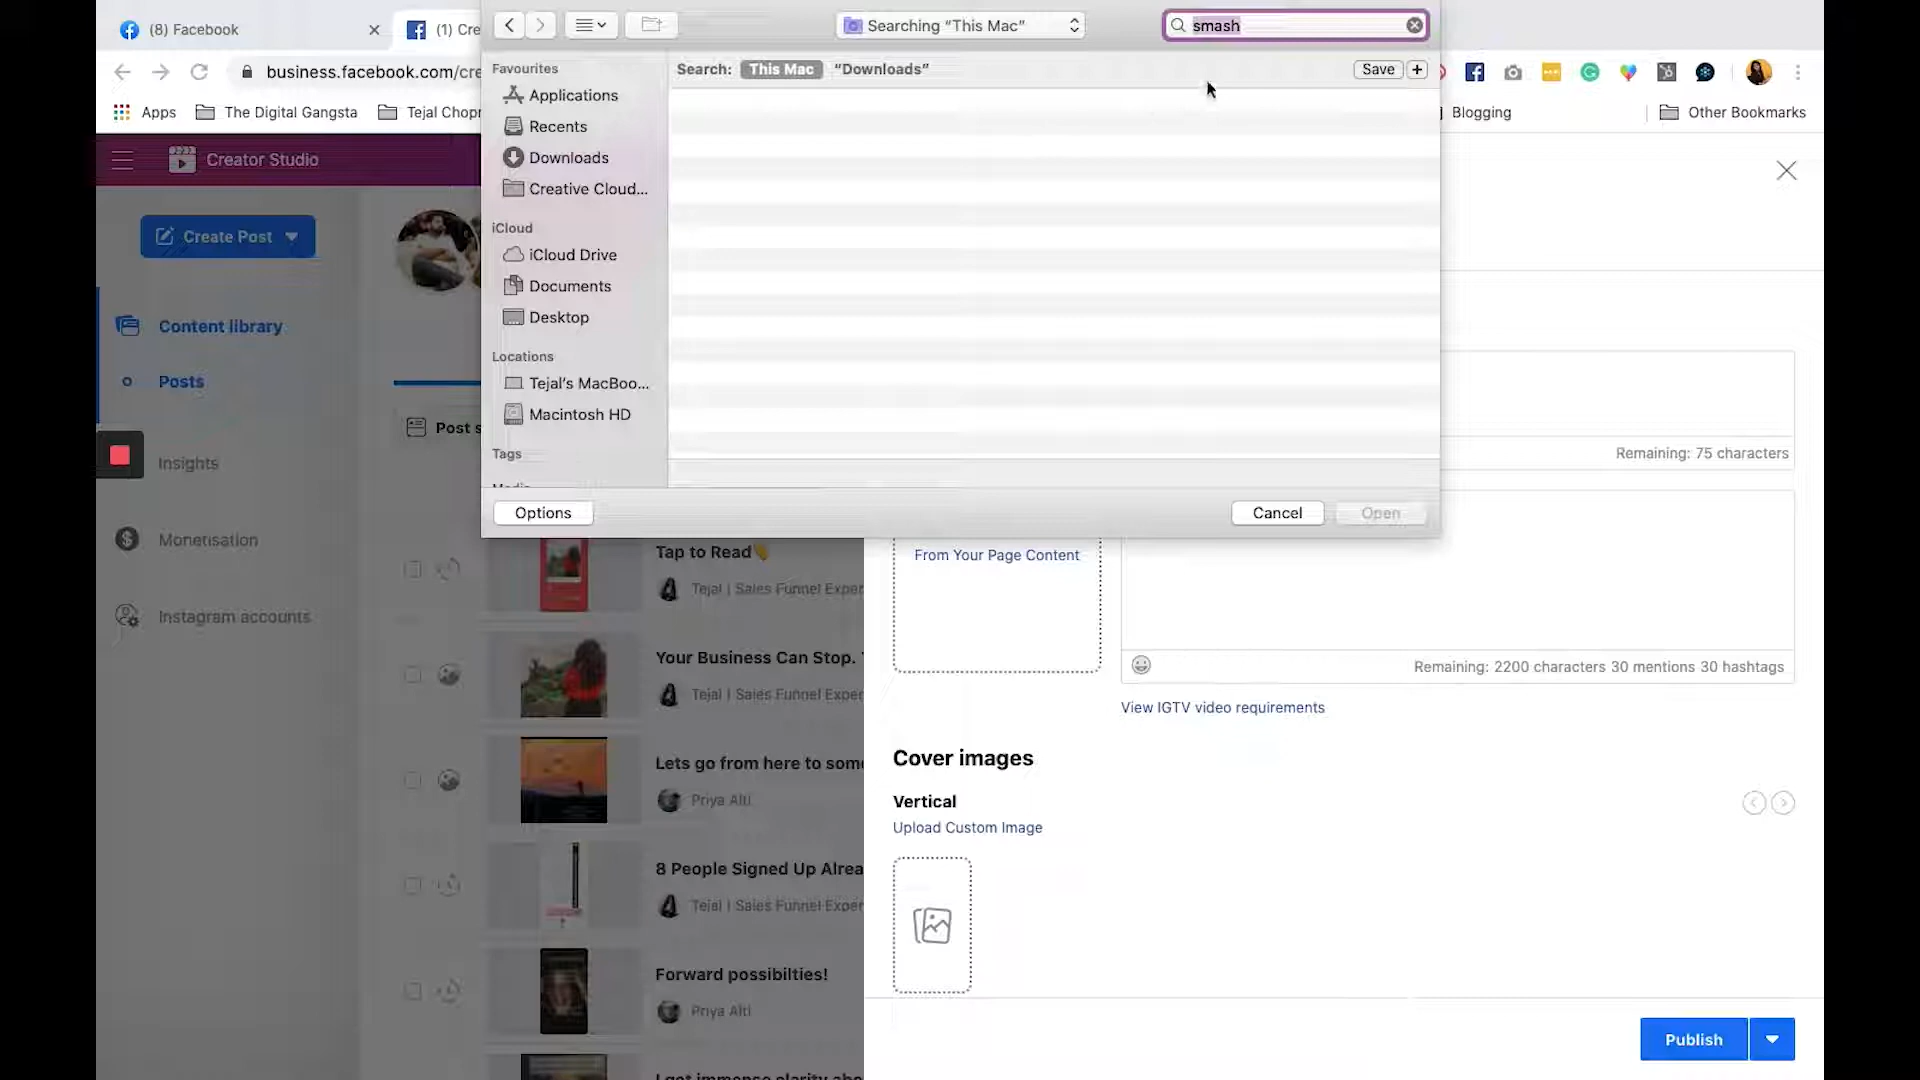 (8) Facebook
(1) Cre
business.facebook.com/cre
Apps
The Digital Gangsta
Tejal Chopr
Blogging
Other Bookmarks
Searching “This Mac”
smash
Search:
This Mac
“Downloads”
Save
+
Favourites
Applications
Recents
Downloads
Creative Cloud...
iCloud
iCloud Drive
Documents
Desktop
Locations
Tejal's MacBoo...
Macintosh HD
Tags
Options
Cancel
Open
Creator Studio
Create Post
Content library
Posts
Insights
Monetisation
Instagram accounts
Post s
Tap to Read
Tejal | Sales Funnel Exper
Your Business Can Stop.
Tejal | Sales Funnel Exper
Lets go from here to som
Priya Alti
8 People Signed Up Alrea
Tejal | Sales Funnel Exper
Forward possibilties!
Priya Alti
I got immense clarity abo
Remaining: 75 characters
From Your Page Content
Remaining: 2200 characters 30 mentions 30 hashtags
View IGTV video requirements
Cover images
Vertical
Upload Custom Image
Publish